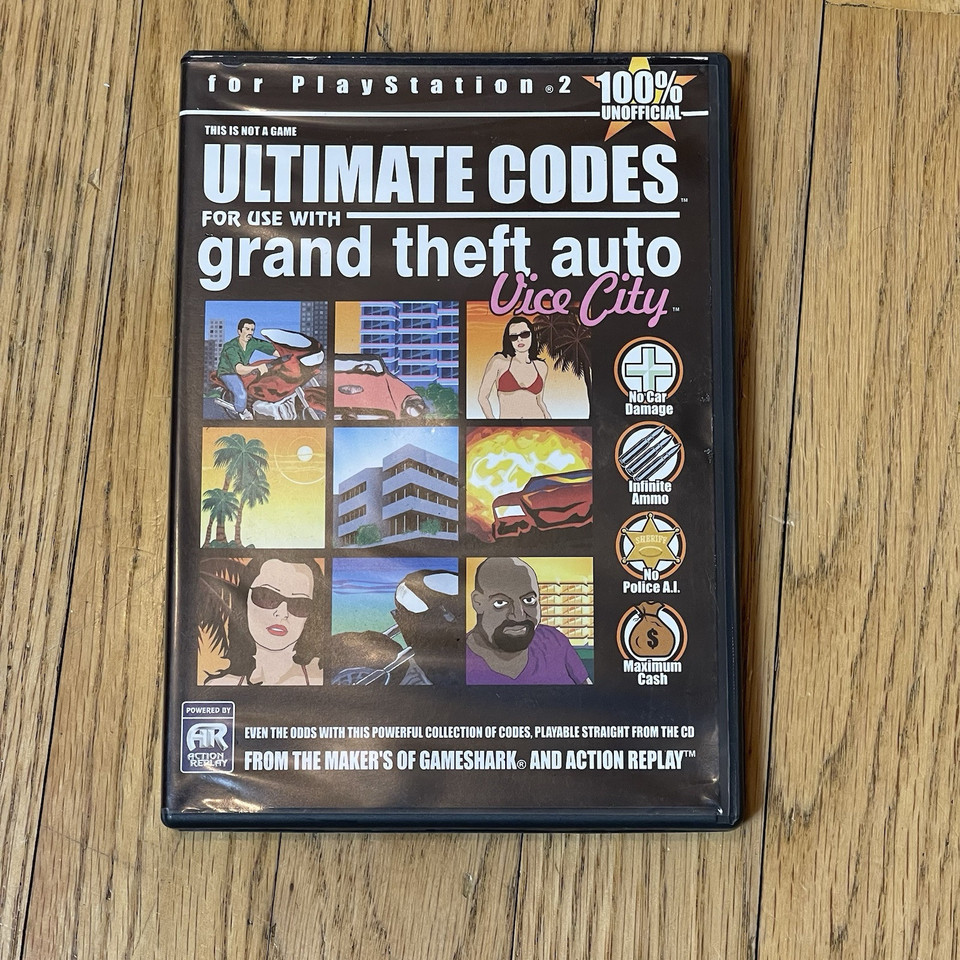 for PlayStation®2
100%
UNOFFICIAL
THIS IS NOT A GAME
ULTIMATE CODES™
FOR USE WITH
grand theft auto
Vice City™
No Car
Damage
Infinite
Ammo
SHERIFF
No
Police A.I.
$
Maximum
Cash
POWERED BY
AR
ACTION
REPLAY
EVEN THE ODDS WITH THIS POWERFUL COLLECTION OF CODES, PLAYABLE STRAIGHT FROM THE CD
FROM THE MAKER'S OF GAMESHARK® AND ACTION REPLAY™